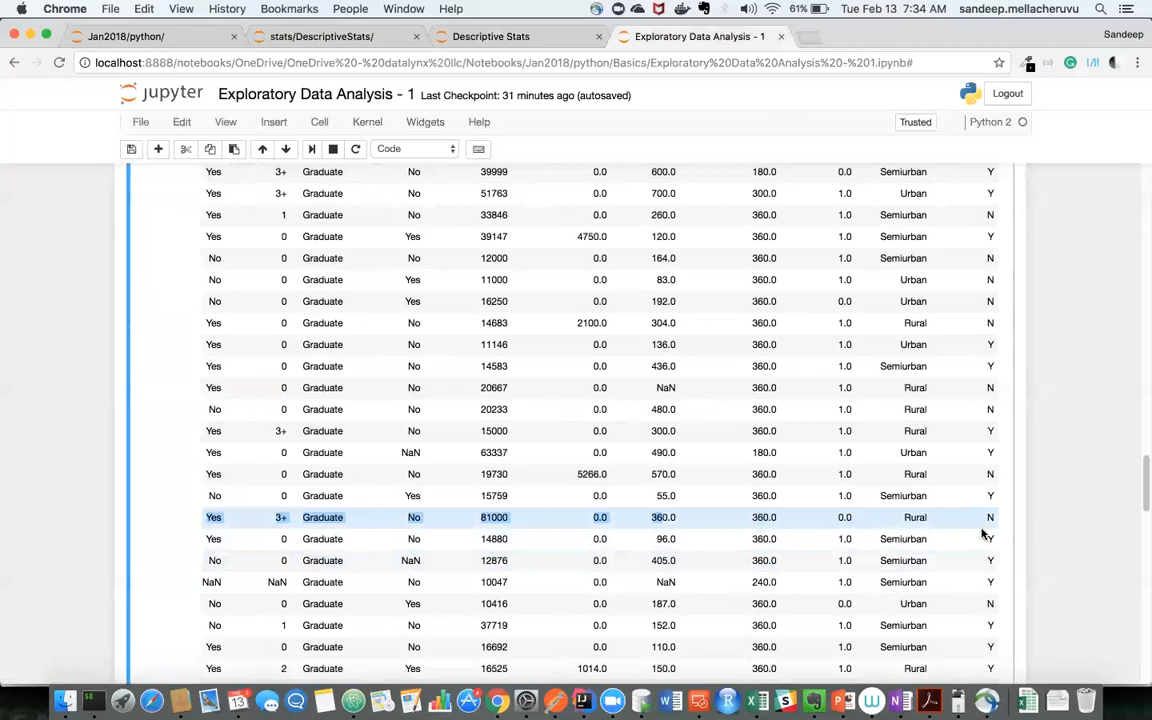 Chrome File Edit View History Bookmarks People Window Help 61% Tue Feb 13 7:34 AM sandeep.mellacheruvu
Jan2018/python/ stats/DescriptiveStats/ Descriptive Stats Exploratory Data Analysis - 1 Sandeep
localhost:8888/notebooks/OneDrive/OneDrive%20-%20datalynx%20llc/Notebooks/Jan2018/python/Basics/Exploratory%20Data%20Analysis%20-%201.ipynb#
jupyter Exploratory Data Analysis - 1 Last Checkpoint: 31 minutes ago (autosaved) Logout
File Edit View Insert Cell Kernel Widgets Help Trusted Python 2
Code
Yes 3+ Graduate No 39999 0.0 600.0 180.0 0.0 Semiurban Y
Yes 3+ Graduate No 51763 0.0 700.0 300.0 1.0 Urban Y
Yes 1 Graduate No 33846 0.0 260.0 360.0 1.0 Semiurban N
Yes 0 Graduate Yes 39147 4750.0 120.0 360.0 1.0 Semiurban Y
No 0 Graduate No 12000 0.0 164.0 360.0 1.0 Semiurban N
No 0 Graduate Yes 11000 0.0 83.0 360.0 1.0 Urban N
No 0 Graduate Yes 16250 0.0 192.0 360.0 0.0 Urban N
Yes 0 Graduate No 14683 2100.0 304.0 360.0 1.0 Rural N
Yes 0 Graduate No 11146 0.0 136.0 360.0 1.0 Urban Y
Yes 0 Graduate No 14583 0.0 436.0 360.0 1.0 Semiurban Y
Yes 0 Graduate No 20667 0.0 NaN 360.0 1.0 Rural N
No 0 Graduate No 20233 0.0 480.0 360.0 1.0 Rural N
Yes 3+ Graduate No 15000 0.0 300.0 360.0 1.0 Rural Y
Yes 0 Graduate NaN 63337 0.0 490.0 180.0 1.0 Urban Y
Yes 0 Graduate No 19730 5266.0 570.0 360.0 1.0 Rural N
No 0 Graduate Yes 15759 0.0 55.0 360.0 1.0 Semiurban Y
Yes 3+ Graduate No 81000 0.0 360.0 360.0 0.0 Rural N
Yes 0 Graduate No 14880 0.0 96.0 360.0 1.0 Semiurban Y
No 0 Graduate NaN 12876 0.0 405.0 360.0 1.0 Semiurban Y
NaN NaN Graduate No 10047 0.0 NaN 240.0 1.0 Semiurban Y
No 0 Graduate Yes 10416 0.0 187.0 360.0 0.0 Urban N
No 1 Graduate No 37719 0.0 152.0 360.0 1.0 Semiurban Y
No 0 Graduate No 16692 0.0 110.0 360.0 1.0 Semiurban Y
Yes 2 Graduate Yes 16525 1014.0 150.0 360.0 1.0 Rural Y